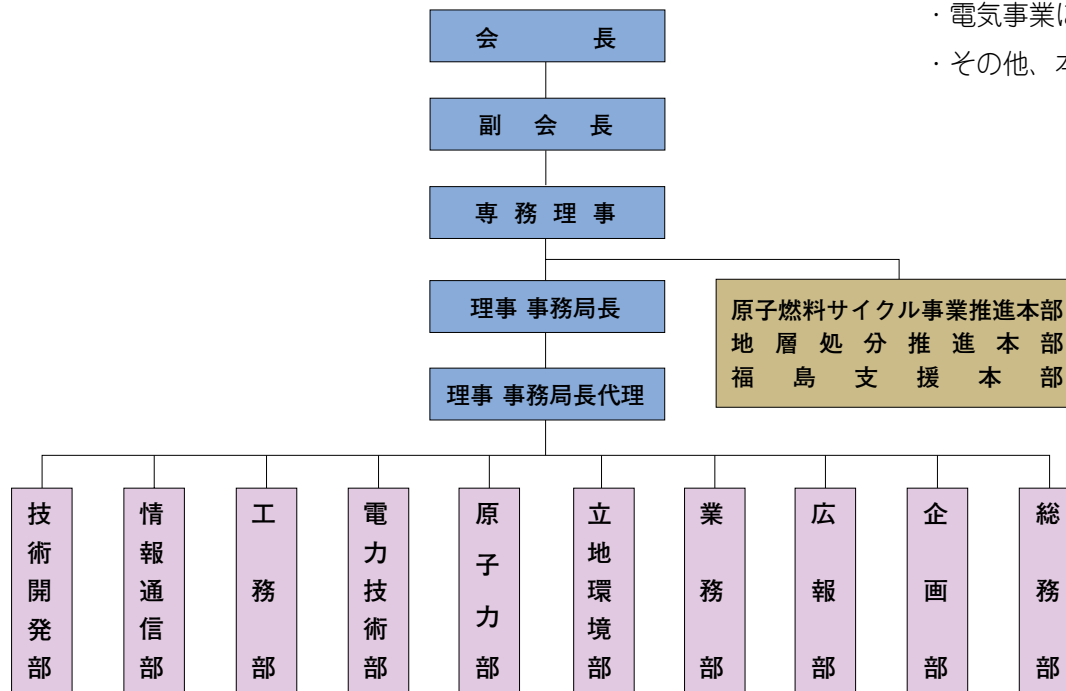 ・電気事業に
・その他、本
会長
副会長
専務理事
理事 事務局長
原子燃料サイクル事業推進本部
地層処分推進本部
福島支援本部
理事 事務局長代理
技術開発部
情報通信部
工務部
電力技術部
原子力部
立地環境部
業務部
広報部
企画部
総務部